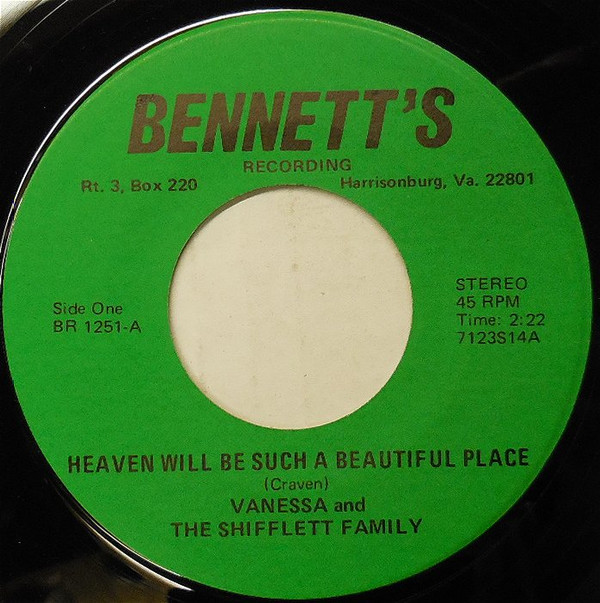 BENNETT'S
RECORDING
Rt. 3, Box 220 Harrisonburg, Va. 22801
Side One
BR 1251-A
STEREO
45 RPM
Time: 2:22
7123S14A
HEAVEN WILL BE SUCH A BEAUTIFUL PLACE
(Craven)
VANESSA and
THE SHIFFLETT FAMILY